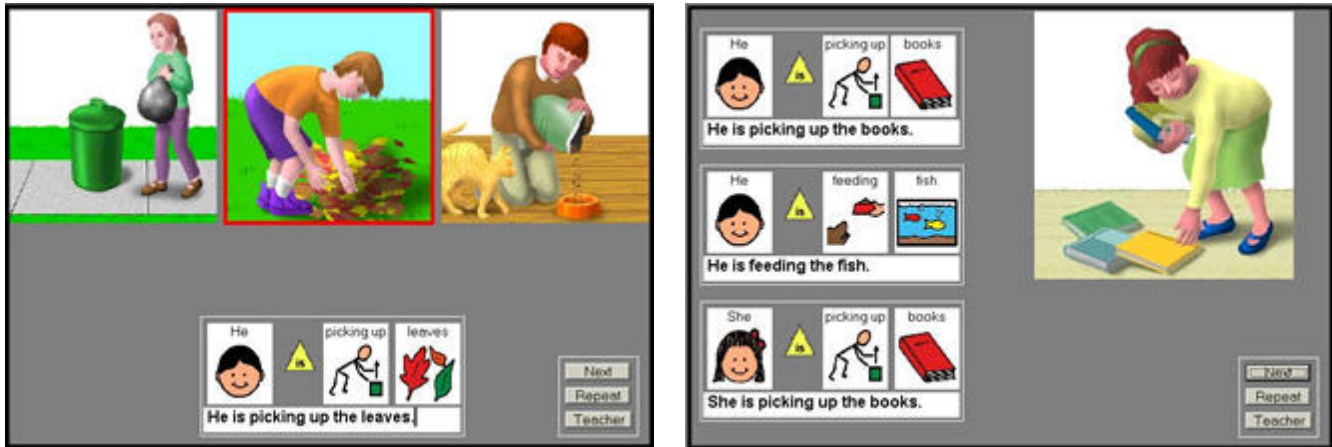 He is picking up leaves
He is picking up the leaves.
Next
Repeat
Teacher
He is picking up books
He is picking up the books.
He is feeding fish
He is feeding the fish.
She is picking up books
She is picking up the books.
Next
Repeat
Teacher